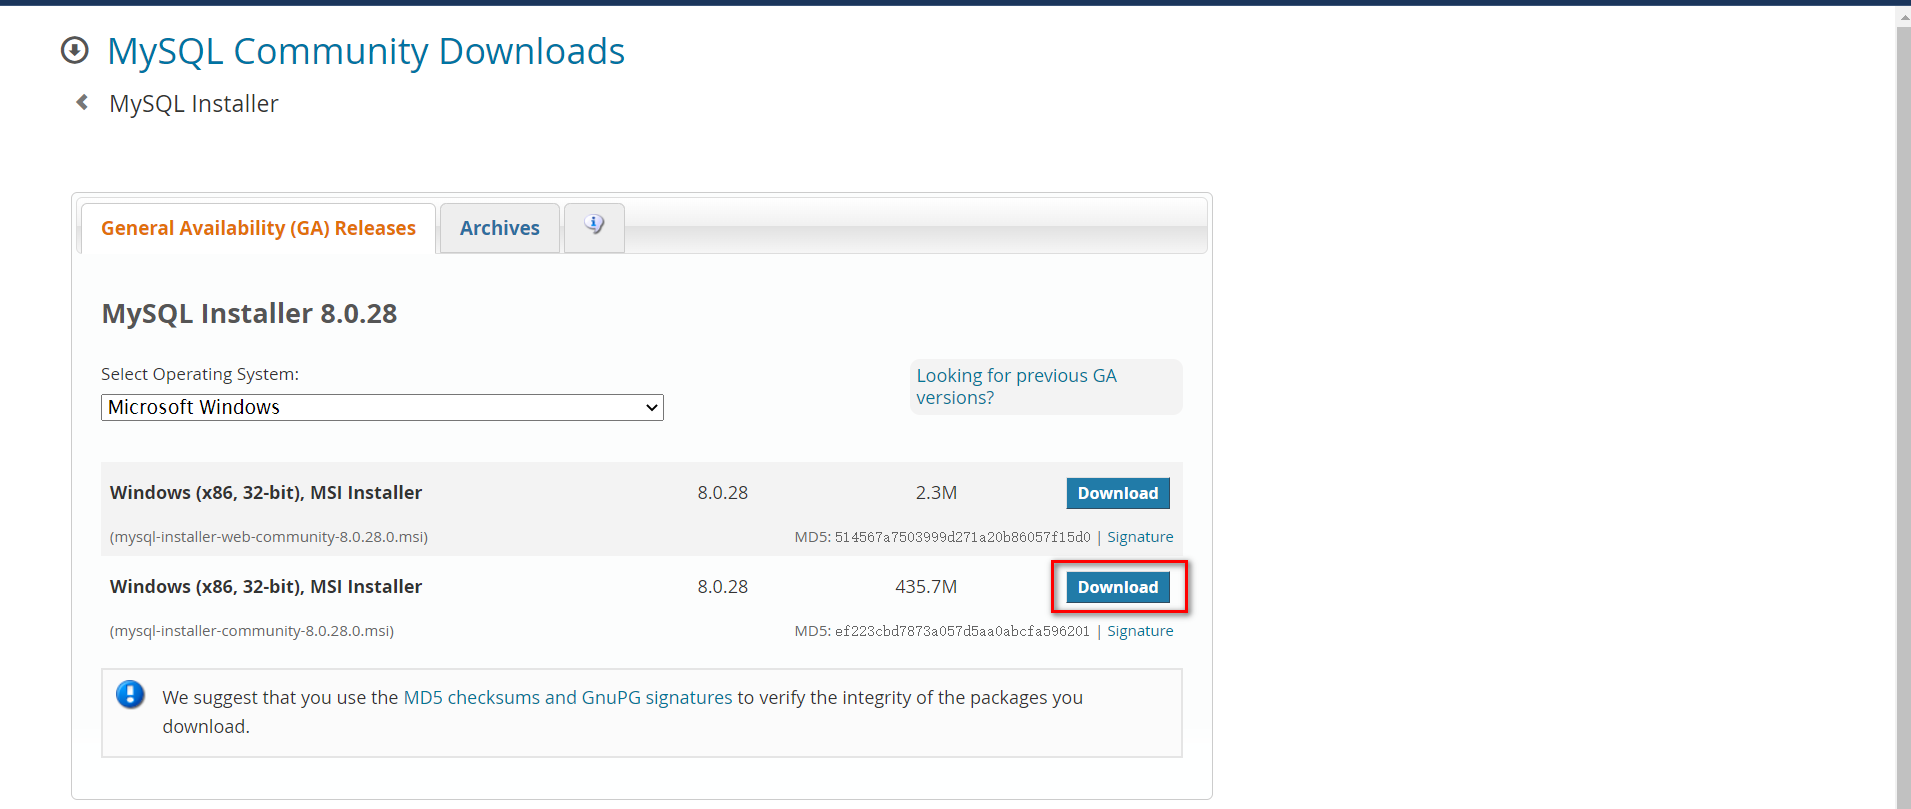 MySQL Community Downloads
MySQL Installer
General Availability (GA) Releases
Archives
MySQL Installer 8.0.28
Select Operating System:
Microsoft Windows
Looking for previous GA
versions?
Windows (x86, 32-bit), MSI Installer 8.0.28 2.3M Download
(mysql-installer-web-community-8.0.28.0.msi) MD5: 514567a7503999d271a20b86057f15d0 | Signature
Windows (x86, 32-bit), MSI Installer 8.0.28 435.7M Download
(mysql-installer-community-8.0.28.0.msi) MD5: ef223cbd7873a057d5aa0abcfa596201 | Signature
We suggest that you use the MD5 checksums and GnuPG signatures to verify the integrity of the packages you
download.